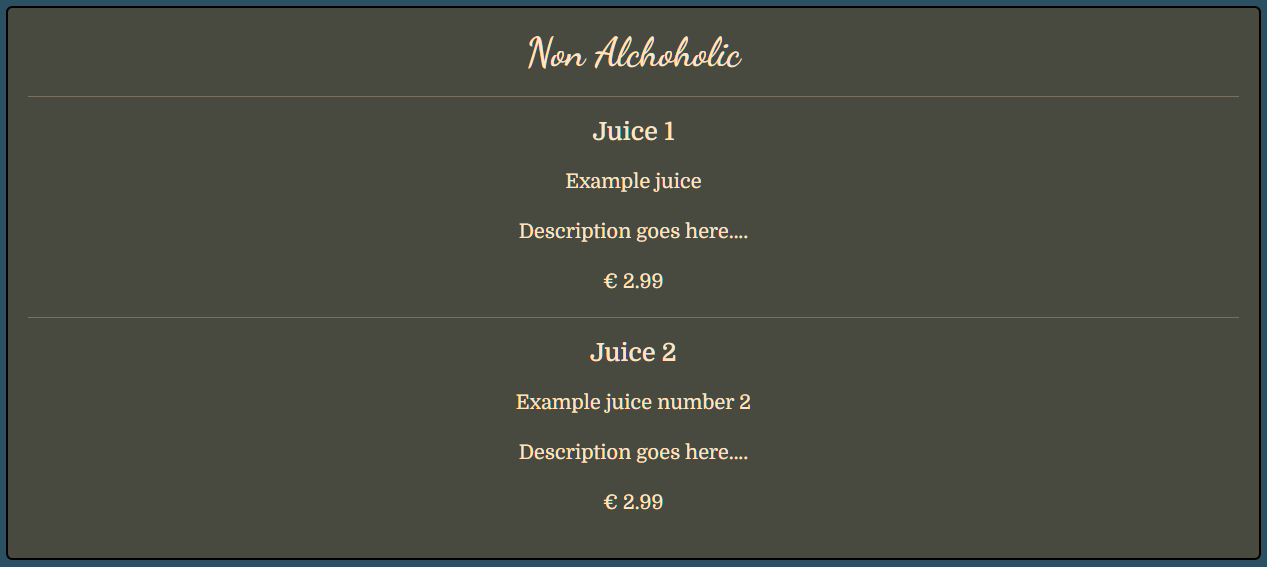 Non Alchoholic
Juice 1
Example juice
Description goes here....
€ 2.99
Juice 2
Example juice number 2
Description goes here....
€ 2.99